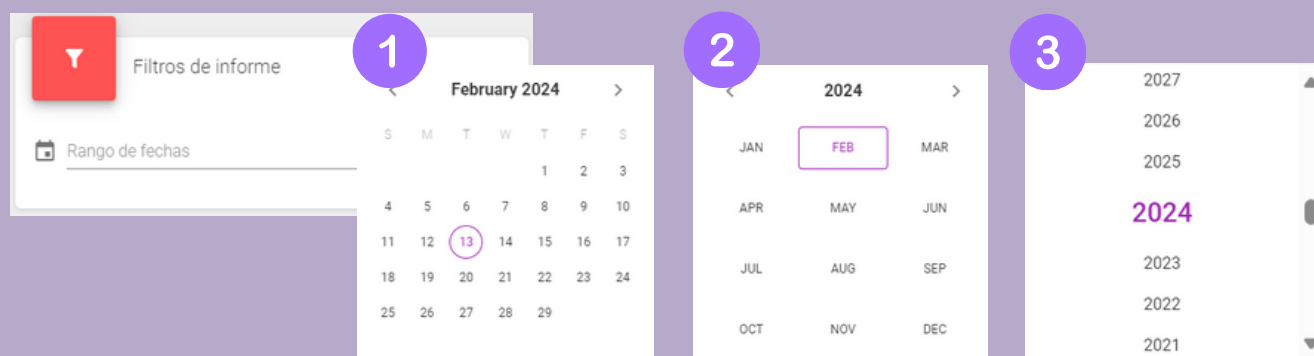 Filtros de informe
Rango de fechas
1
February 2024
S M T W T F S
1 2 3
4 5 6 7 8 9 10
11 12 13 14 15 16 17
18 19 20 21 22 23 24
25 26 27 28 29
2
2024
JAN FEB MAR
APR MAY JUN
JUL AUG SEP
OCT NOV DEC
3
2027
2026
2025
2024
2023
2022
2021